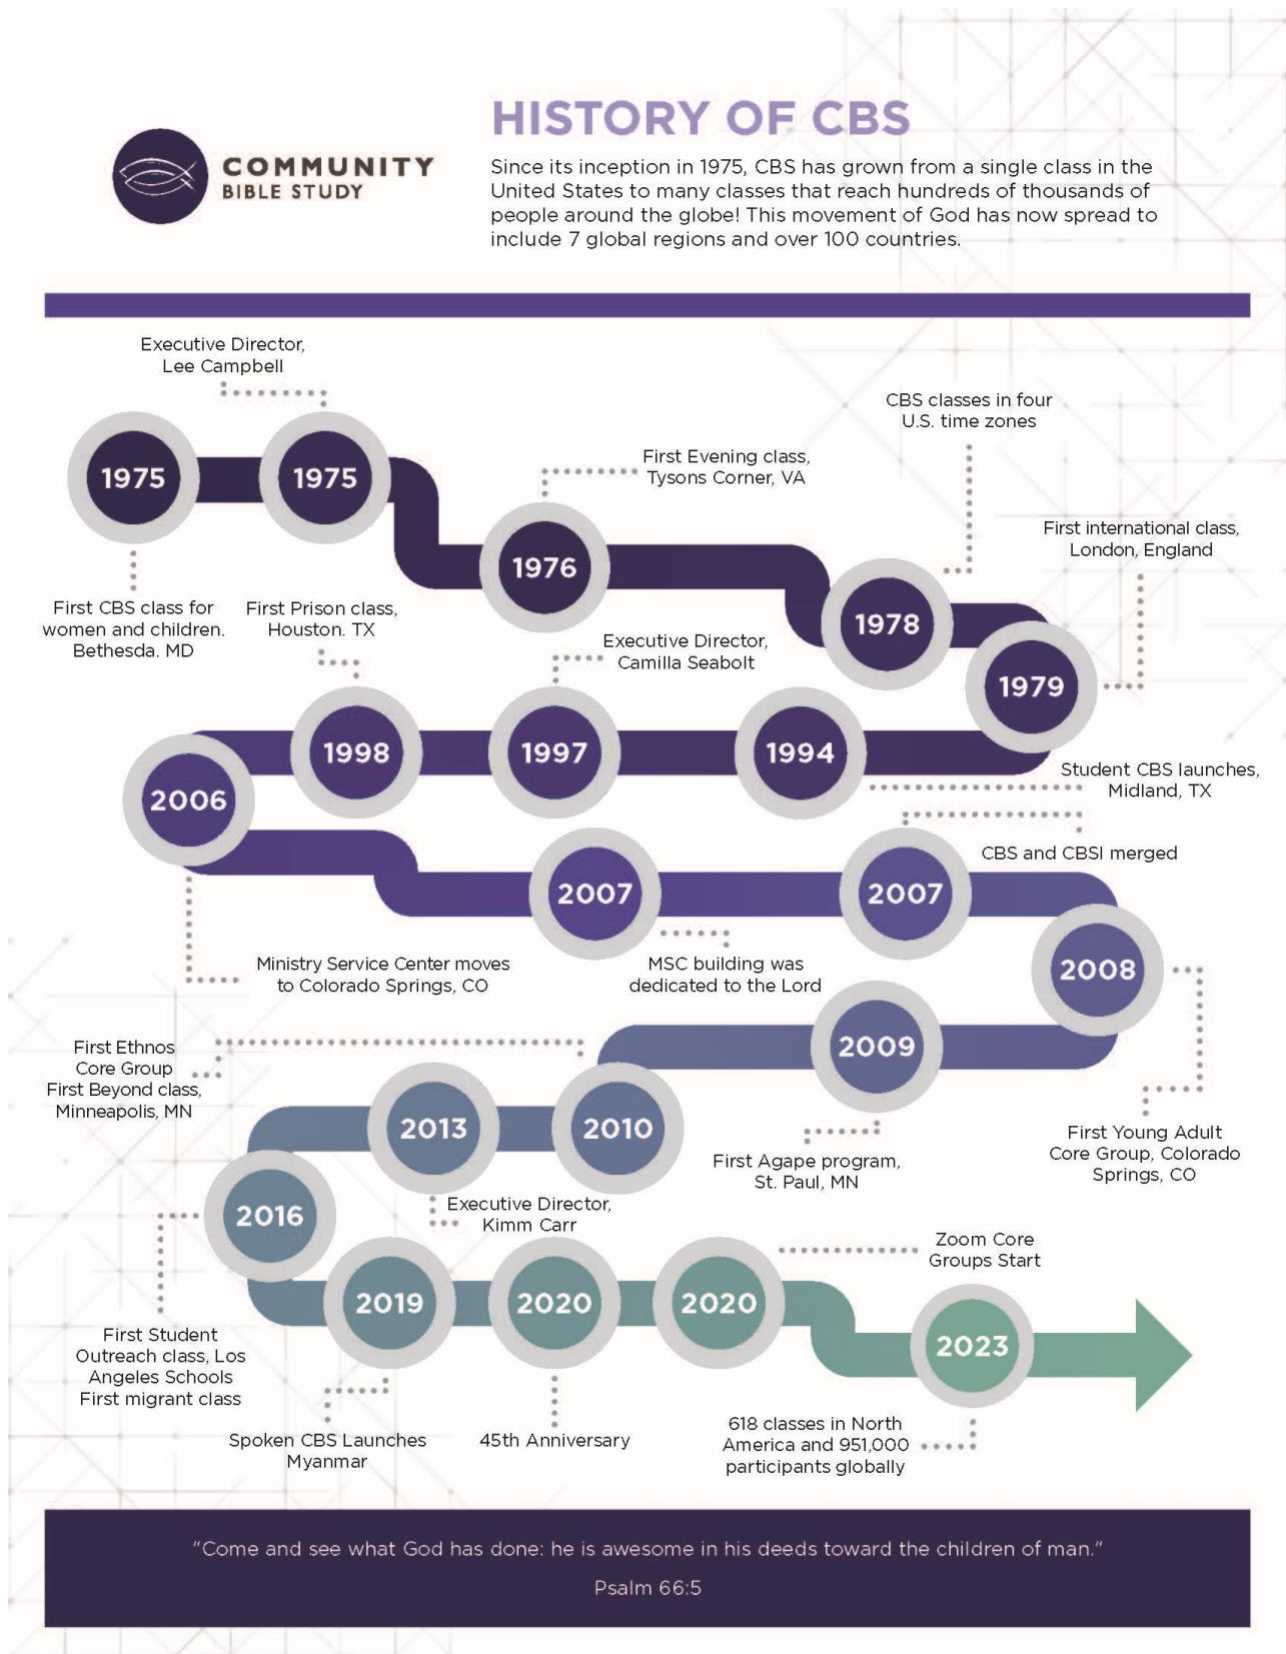 COMMUNITY
BIBLE STUDY
HISTORY OF CBS
Since its inception in 1975, CBS has grown from a single class in the
United States to many classes that reach hundreds of thousands of
people around the globe! This movement of God has now spread to
include 7 global regions and over 100 countries.
Executive Director,
Lee Campbell
CBS classes in four
U.S. time zones
First Evening class,
Tysons Corner, VA
1975
1975
1976
First international class,
London, England
1978
First CBS class for
women and children.
Bethesda. MD
First Prison class,
Houston. TX
Executive Director,
Camilla Seabolt
1979
1998
1997
1994
Student CBS launches,
Midland, TX
2006
CBS and CBSI merged
2007
2007
Ministry Service Center moves
to Colorado Springs, CO
MSC building was
dedicated to the Lord
2008
2009
First Ethnos
Core Group
First Beyond class,
Minneapolis, MN
2013
2010
First Agape program,
St. Paul, MN
First Young Adult
Core Group, Colorado
Springs, CO
2016
Executive Director,
Kimm Carr
Zoom Core
Groups Start
2019
2020
2020
2023
First Student
Outreach class, Los
Angeles Schools
First migrant class
Spoken CBS Launches
Myanmar
45th Anniversary
618 classes in North
America and 951,000
participants globally
"Come and see what God has done: he is awesome in his deeds toward the children of man."
Psalm 66:5